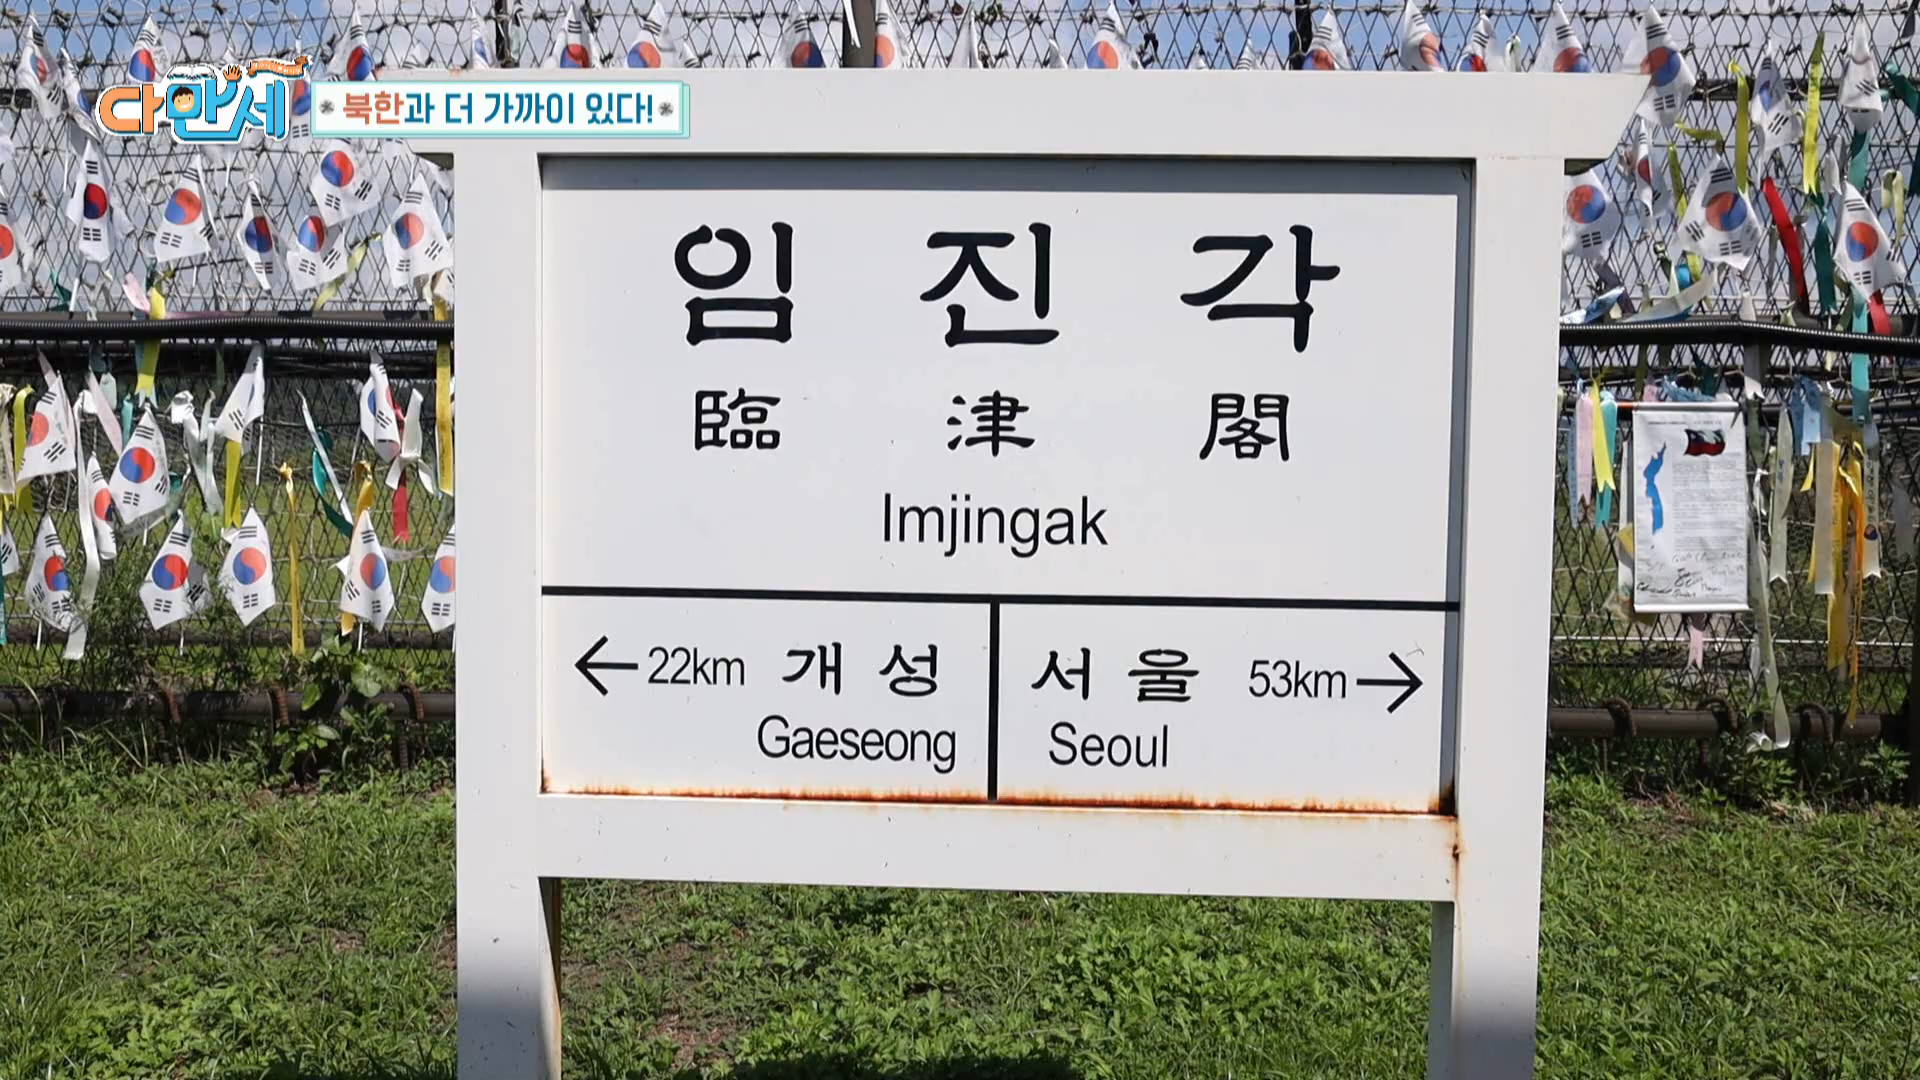 다만세
북한과 더 가까이 있다!
임진각
臨津閣
Imjingak
← 22km 개성
Gaeseong
서울 53km →
Seoul